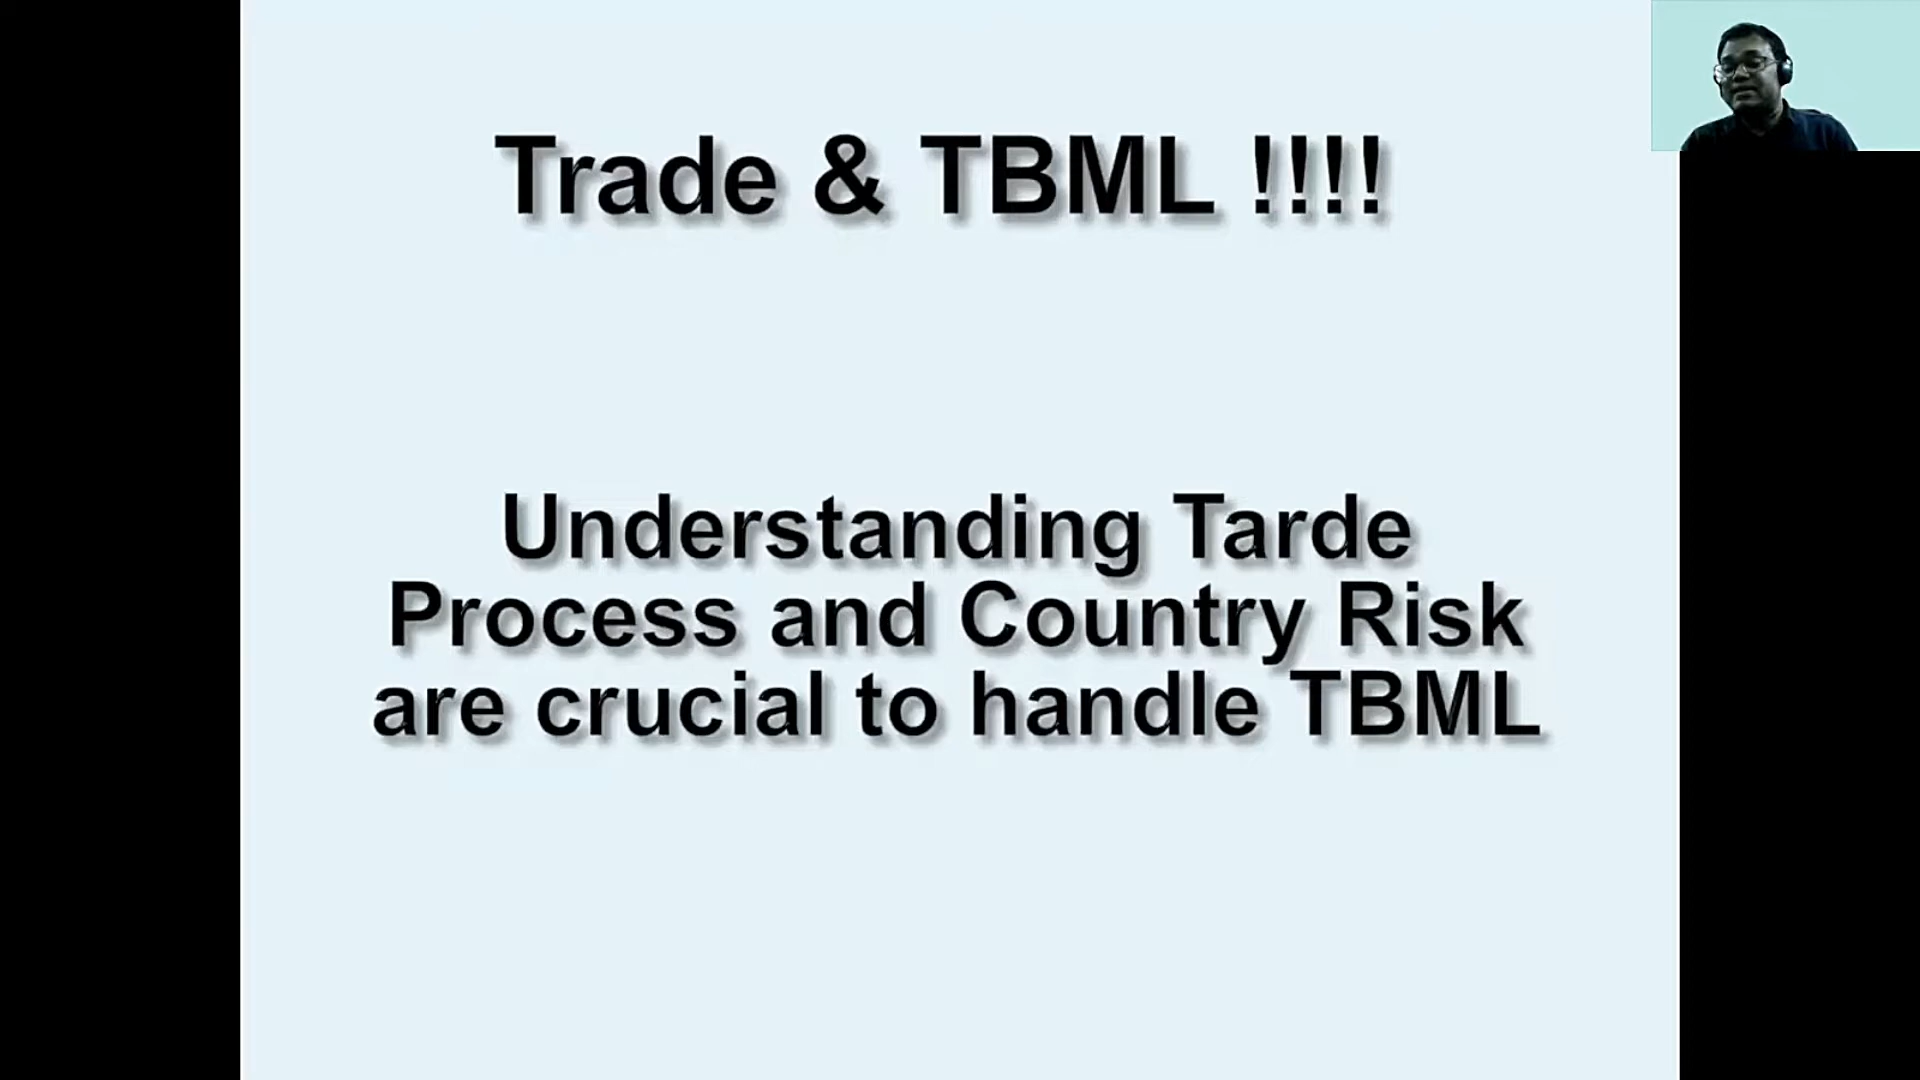 Trade & TBML !!!!
Understanding Tarde
Process and Country Risk
are crucial to handle TBML